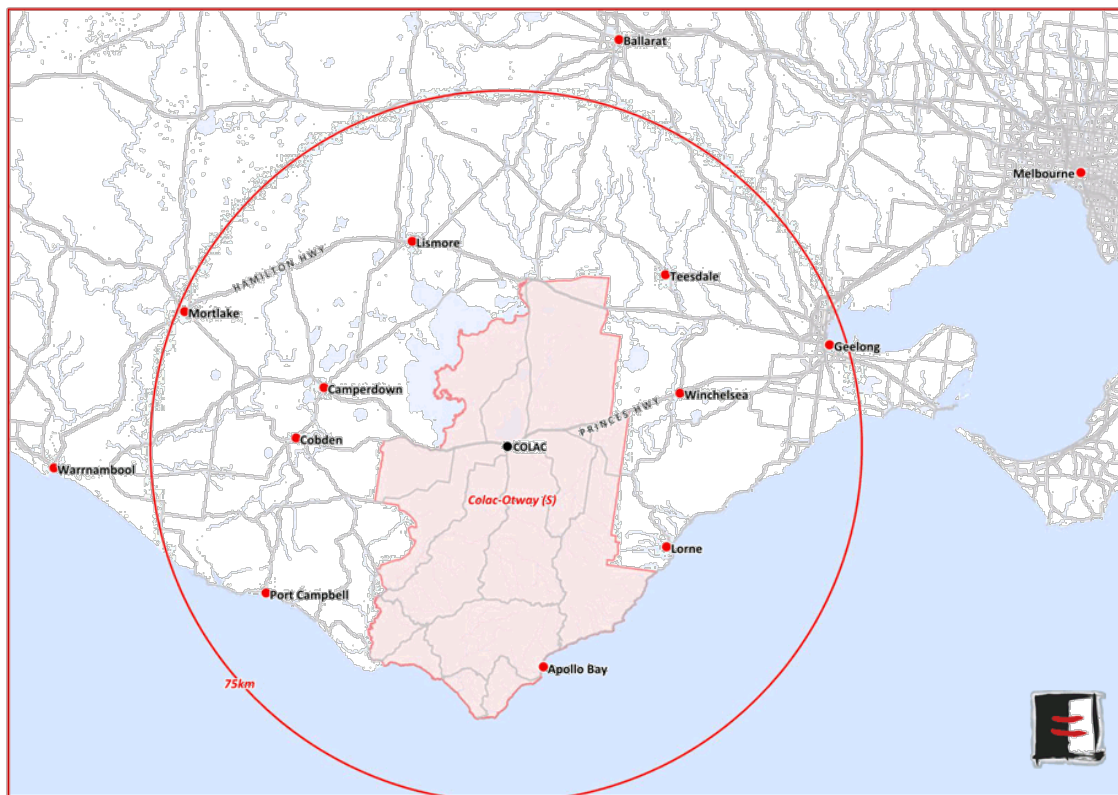 Ballarat
Melbourne
Lismore
HAMILTON HWY
Teesdale
Mortlake
Geelong
Camperdown
Winchelsea
PRINCES HWY
Cobden
COLAC
Warrnambool
Colac-Otway (S)
Lorne
Port Campbell
Apollo Bay
75km